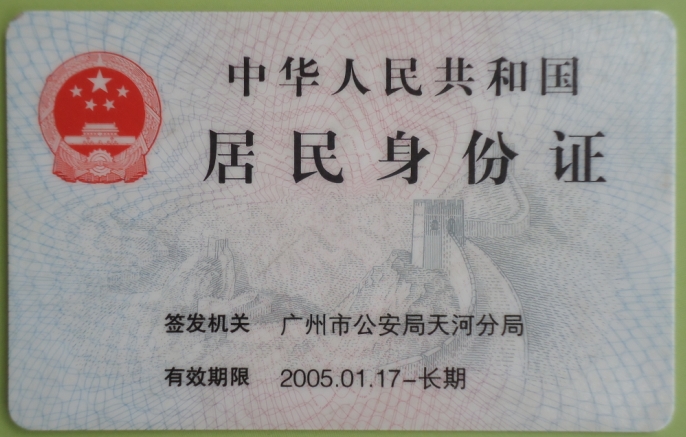 中华人民共和国
居民身份证
签发机关 广州市公安局天河分局
有效期限 2005.01.17-长期